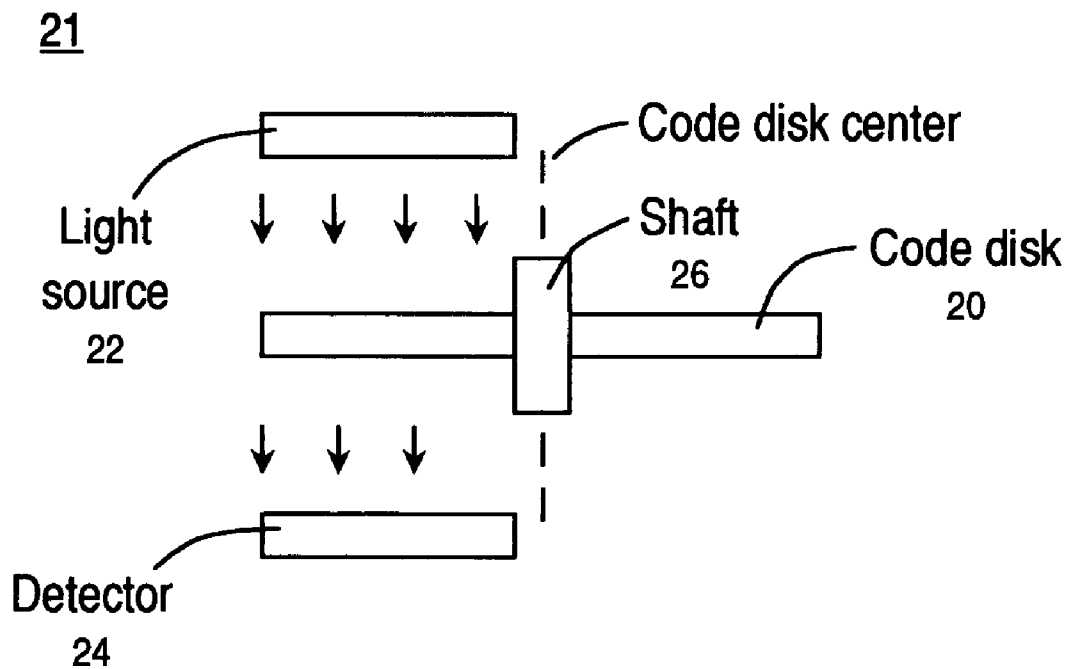 21
Code disk center
Light
source
22
Shaft
26
Code disk
20
Detector
24